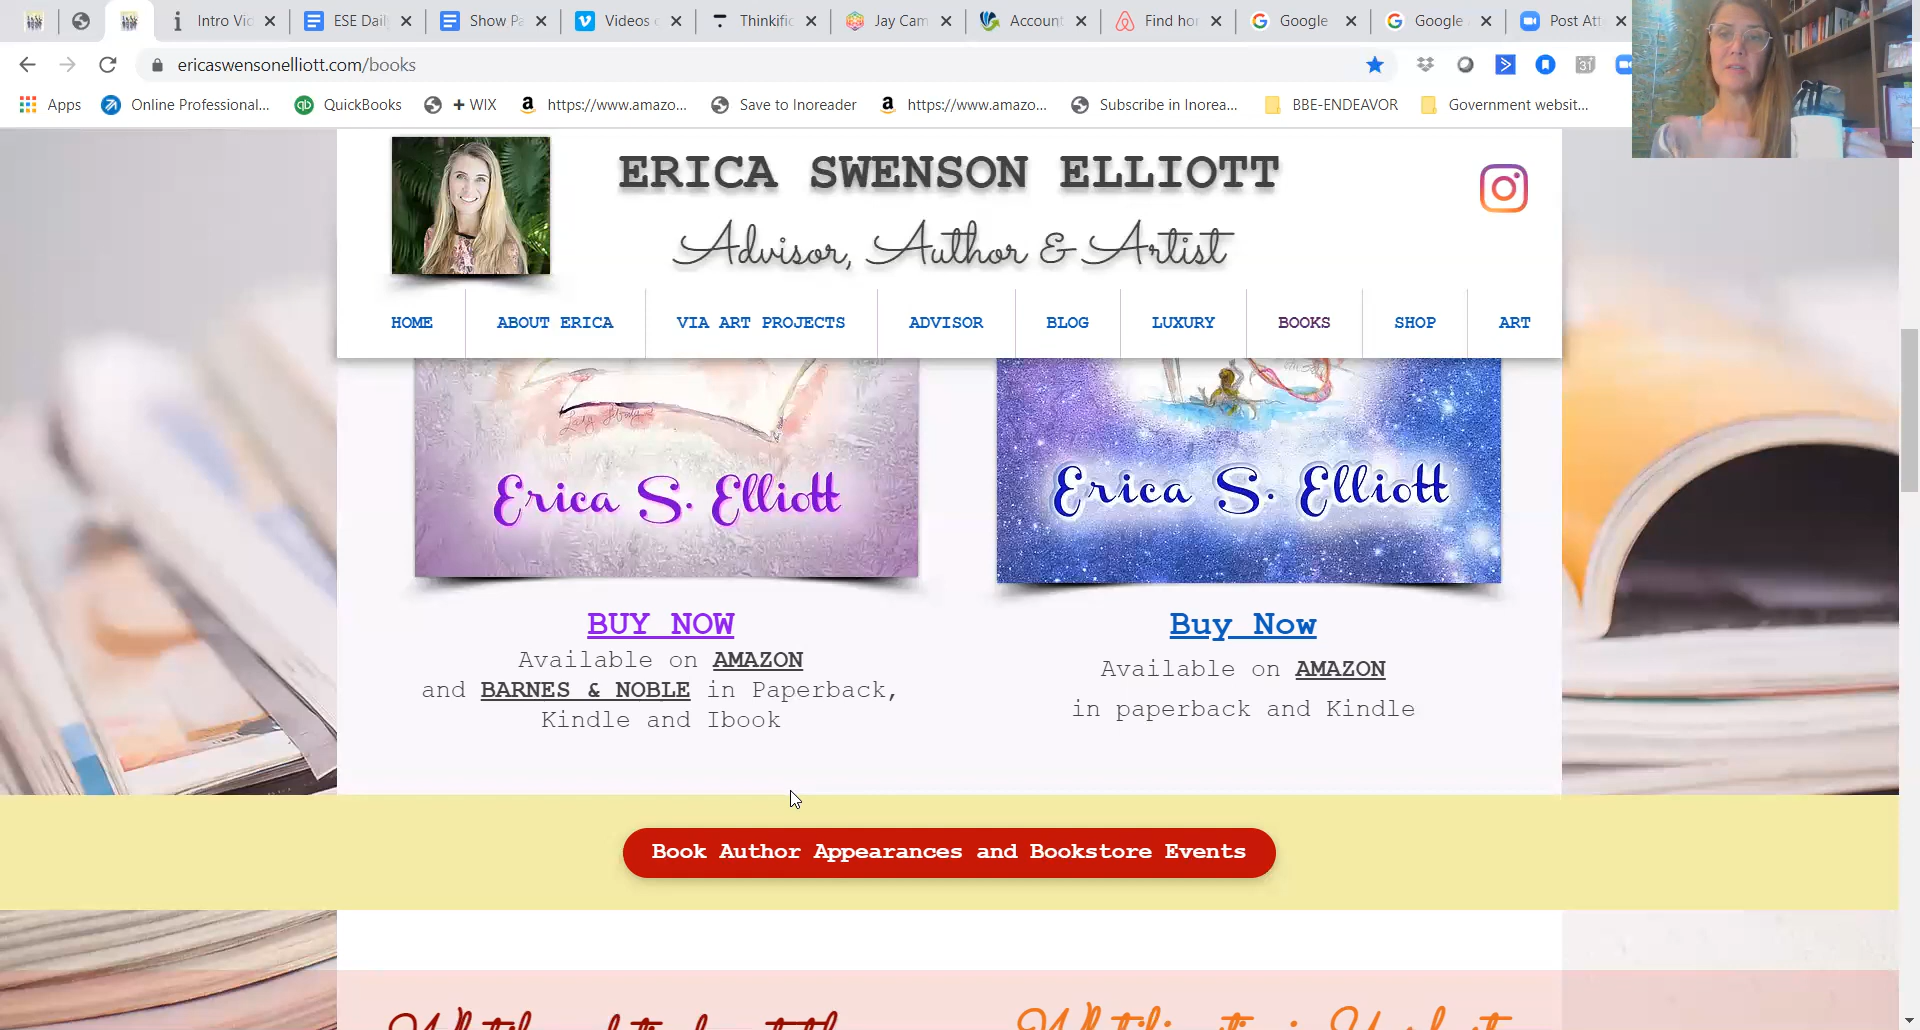 Intro Vid
ESE Dail
Show Pa
Videos
Thinkific
Jay Cam
Account
Find ho
Google
Google
Post Att
ericaswensonelliott.com/books
31
Apps
Online Professional...
QuickBooks
+ WIX
https://www.amazo...
Save to Inoreader
https://www.amazo...
Subscribe in Inorea...
BBE-ENDEAVOR
Government websit...
ERICA SWENSON ELLIOTT
Advisor, Author & Artist
HOME
ABOUT ERICA
VIA ART PROJECTS
ADVISOR
BLOG
LUXURY
BOOKS
SHOP
ART
Erica S. Elliott
Erica S. Elliott
BUY NOW
Available on AMAZON
and BARNES & NOBLE in Paperback,
Kindle and Ibook
Buy Now
Available on AMAZON
in paperback and Kindle
Book Author Appearances and Bookstore Events